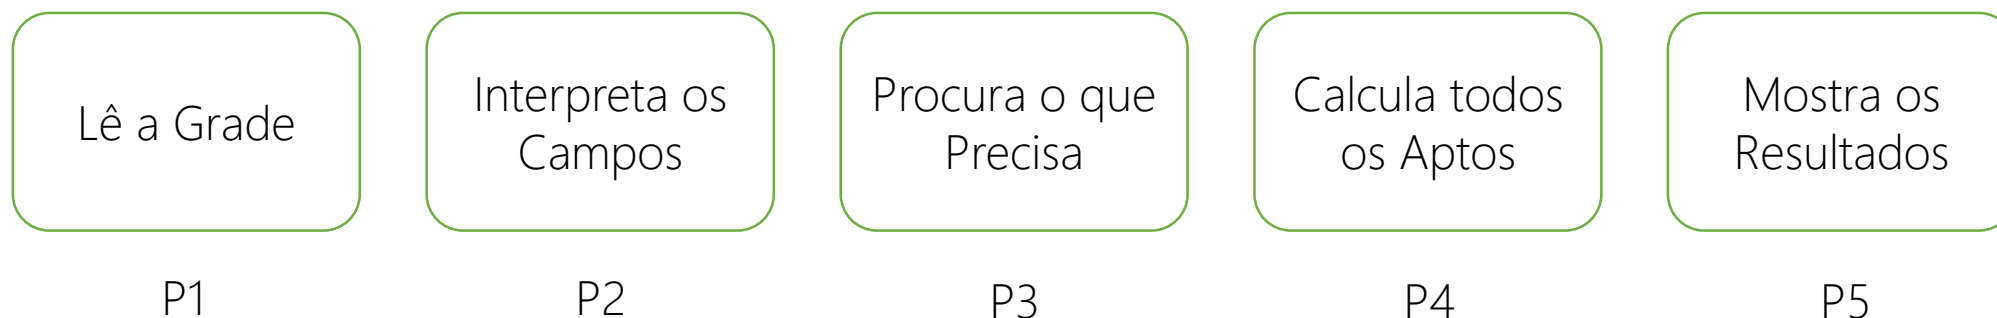 Lê a Grade
Interpreta os
Campos
Procura o que
Precisa
Calcula todos
os Aptos
Mostra os
Resultados
P1
P2
P3
P4
P5